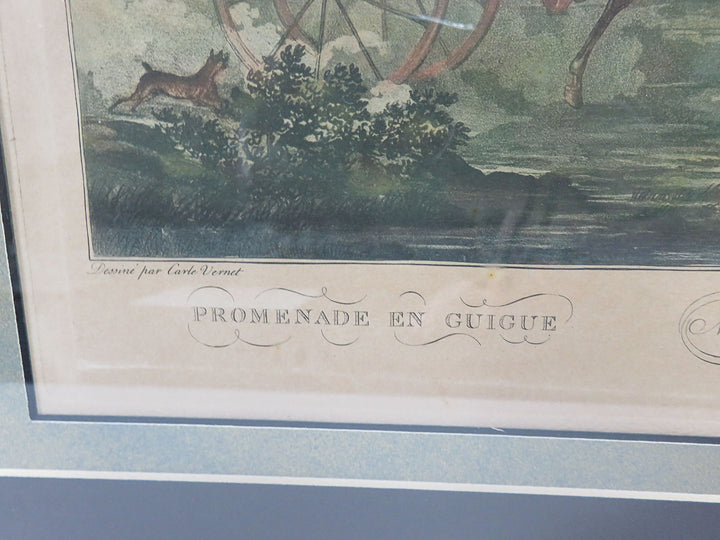 Dessiné par Carle Vernet
PROMENADE EN GUIGUE